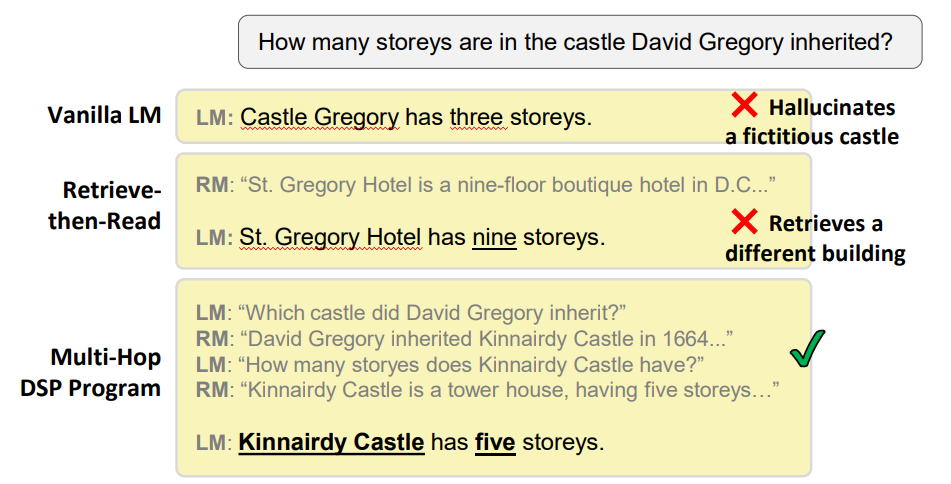 How many storeys are in the castle David Gregory inherited?
Vanilla LM
LM: Castle Gregory has three storeys.
Hallucinates
a fictitious castle
Retrieve-
then-Read
RM: “St. Gregory Hotel is a nine-floor boutique hotel in D.C...”
LM: St. Gregory Hotel has nine storeys.
Retrieves a
different building
Multi-Hop
DSP Program
LM: “Which castle did David Gregory inherit?”
RM: “David Gregory inherited Kinnairdy Castle in 1664...”
LM: “How many storyes does Kinnairdy Castle have?”
RM: “Kinnairdy Castle is a tower house, having five storeys…”
LM: Kinnairdy Castle has five storeys.